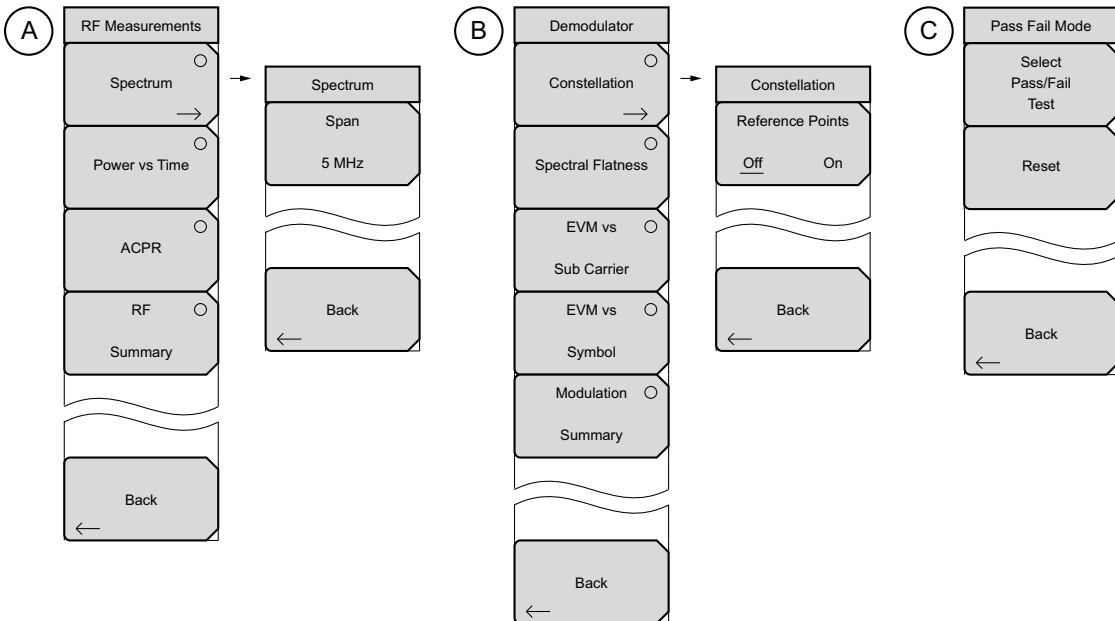 A
RF Measurements
Spectrum
Power vs Time
ACPR
RF
Summary
Back
Spectrum
Span
5 MHz
Back
B
Demodulator
Constellation
Spectral Flatness
EVM vs
Sub Carrier
EVM vs
Symbol
Modulation
Summary
Back
Constellation
Reference Points
Off On
Back
C
Pass Fail Mode
Select
Pass/Fail
Test
Reset
Back